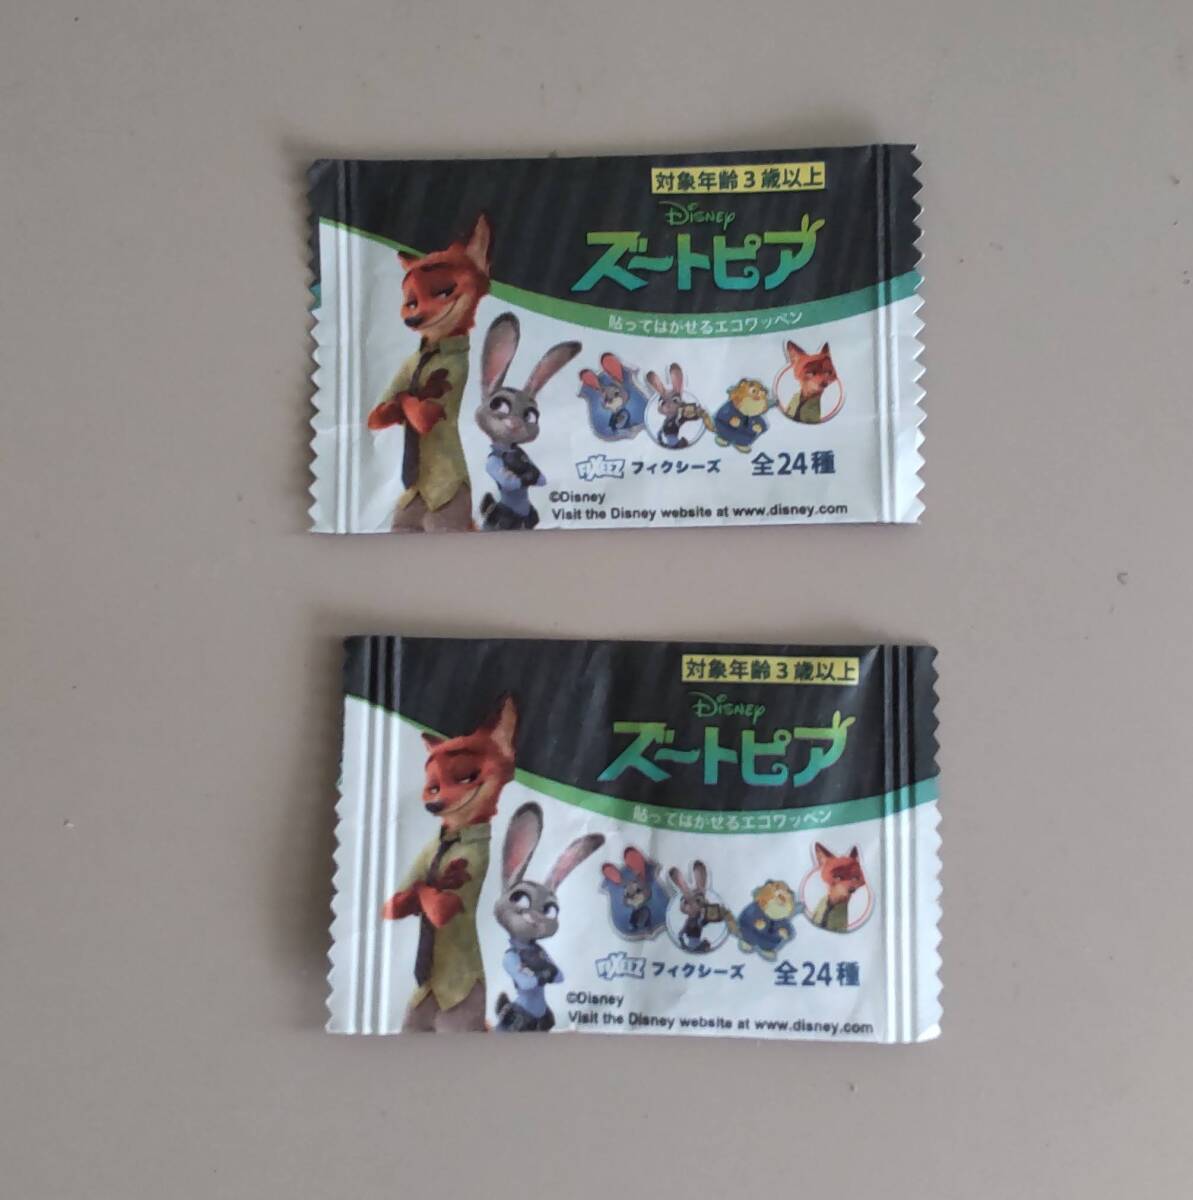 対象年齢3歳以上
Disney
ズートピア
貼ってはがせるエコワッペン
FIXEEZ フィクシーズ 全24種
©Disney
Visit the Disney website at www.disney.com
対象年齢3歳以上
Disney
ズートピア
貼ってはがせるエコワッペン
FIXEEZ フィクシーズ 全24種
©Disney
Visit the Disney website at www.disney.com